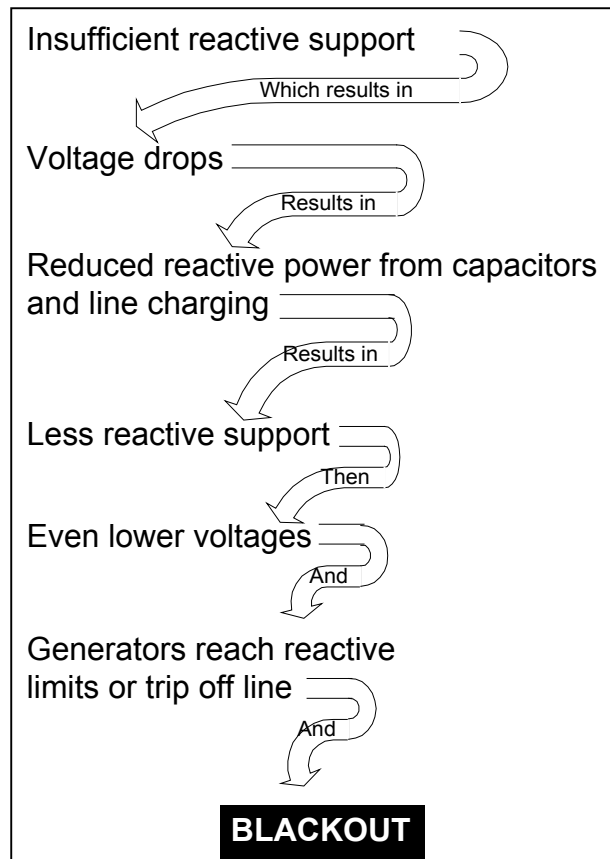 Insufficient reactive support
Which results in
Voltage drops
Results in
Reduced reactive power from capacitors
and line charging
Results in
Less reactive support
Then
Even lower voltages
And
Generators reach reactive
limits or trip off line
And
BLACKOUT